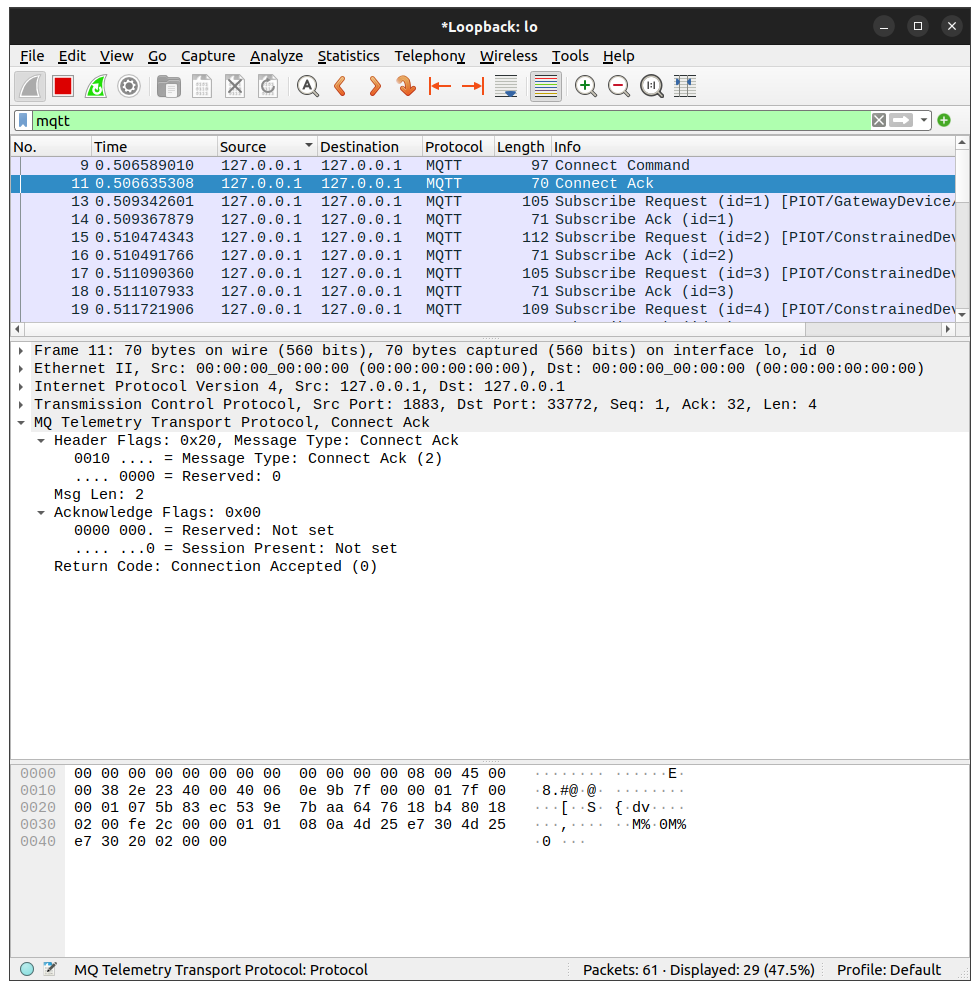 *Loopback: lo
File Edit View Go Capture Analyze Statistics Telephony Wireless Tools Help
mqtt
No. Time Source Destination Protocol Length Info
9 0.506589010 127.0.0.1 127.0.0.1 MQTT 97 Connect Command
11 0.506635308 127.0.0.1 127.0.0.1 MQTT 70 Connect Ack
13 0.509342601 127.0.0.1 127.0.0.1 MQTT 105 Subscribe Request (id=1) [PIOT/GatewayDevice/
14 0.509367879 127.0.0.1 127.0.0.1 MQTT 71 Subscribe Ack (id=1)
15 0.510474343 127.0.0.1 127.0.0.1 MQTT 112 Subscribe Request (id=2) [PIOT/ConstrainedDev
16 0.510491766 127.0.0.1 127.0.0.1 MQTT 71 Subscribe Ack (id=2)
17 0.511090360 127.0.0.1 127.0.0.1 MQTT 105 Subscribe Request (id=3) [PIOT/ConstrainedDev
18 0.511107933 127.0.0.1 127.0.0.1 MQTT 71 Subscribe Ack (id=3)
19 0.511721906 127.0.0.1 127.0.0.1 MQTT 109 Subscribe Request (id=4) [PIOT/ConstrainedDev
Frame 11: 70 bytes on wire (560 bits), 70 bytes captured (560 bits) on interface lo, id 0
Ethernet II, Src: 00:00:00_00:00:00 (00:00:00:00:00:00), Dst: 00:00:00_00:00:00 (00:00:00:00:00:00)
Internet Protocol Version 4, Src: 127.0.0.1, Dst: 127.0.0.1
Transmission Control Protocol, Src Port: 1883, Dst Port: 33772, Seq: 1, Ack: 32, Len: 4
MQ Telemetry Transport Protocol, Connect Ack
Header Flags: 0x20, Message Type: Connect Ack
0010 .... = Message Type: Connect Ack (2)
.... 0000 = Reserved: 0
Msg Len: 2
Acknowledge Flags: 0x00
0000 000. = Reserved: Not set
.... ...0 = Session Present: Not set
Return Code: Connection Accepted (0)
0000 00 00 00 00 00 00 00 00 00 00 00 00 08 00 45 00 ········ ······E·
0010 00 38 2e 23 40 00 40 06 0e 9b 7f 00 00 01 7f 00 ·8.#@·@· ········
0020 00 01 07 5b 83 ec 53 9e 7b aa 64 76 18 b4 80 18 ···[··S· {·dv····
0030 02 00 fe 2c 00 00 01 01 08 0a 4d 25 e7 30 4d 25 ···,···· ··M%·0M%
0040 e7 30 20 02 00 00 ·0 ···
MQ Telemetry Transport Protocol: Protocol Packets: 61 · Displayed: 29 (47.5%) Profile: Default